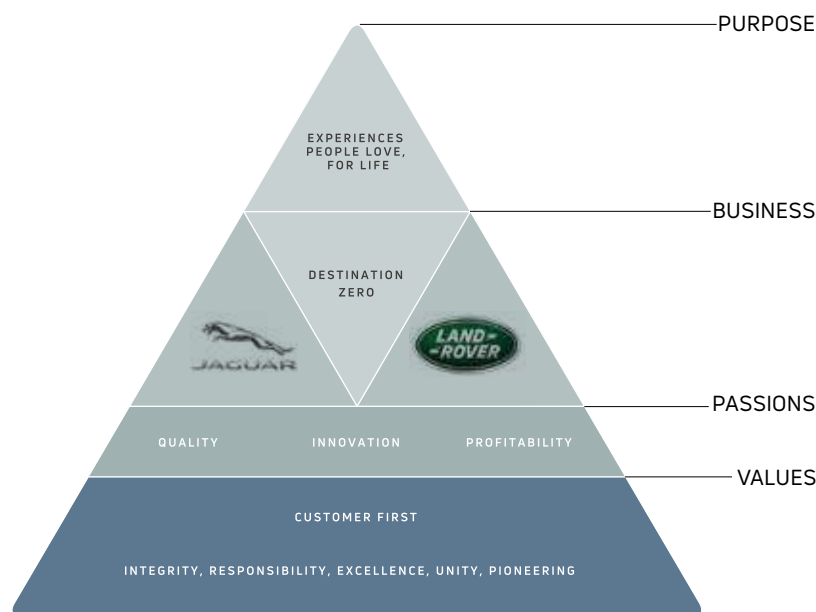 PURPOSE
EXPERIENCES
PEOPLE LOVE,
FOR LIFE
BUSINESS
DESTINATION
ZERO
JAGUAR
LAND-
-ROVER
PASSIONS
QUALITY INNOVATION PROFITABILITY
VALUES
CUSTOMER FIRST
INTEGRITY, RESPONSIBILITY, EXCELLENCE, UNITY, PIONEERING